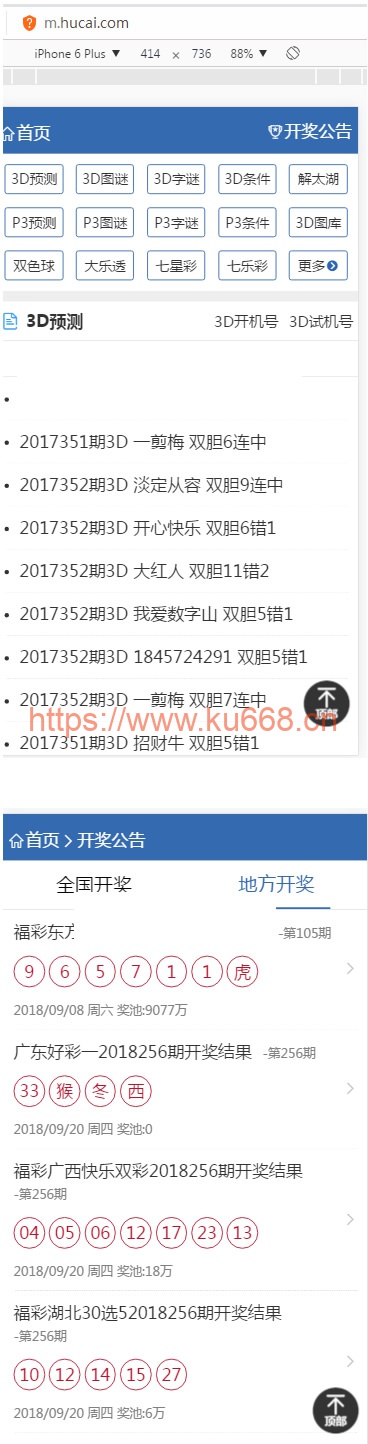 m.hucai.com
iPhone 6 Plus ▼ 414 × 736 88% ▼
首页 开奖公告
3D预测 3D图谜 3D字谜 3D条件 解太湖
P3预测 P3图谜 P3字谜 P3条件 3D图库
双色球 大乐透 七星彩 七乐彩 更多
3D预测 3D开机号 3D试机号
2017351期3D 一剪梅 双胆6连中
2017352期3D 淡定从容 双胆9连中
2017352期3D 开心快乐 双胆6错1
2017352期3D 大红人 双胆11错2
2017352期3D 我爱数字山 双胆5错1
2017352期3D 1845724291 双胆5错1
2017352期3D 一剪梅 双胆7连中
顶部
https://www.ku668.cn
2017351期3D 招财牛 双胆5错1
首页 > 开奖公告
全国开奖 地方开奖
福彩东方 -第105期
9 6 5 7 1 1 虎
2018/09/08 周六 奖池:9077万
广东好彩一2018256期开奖结果 -第256期
33 猴 冬 西
2018/09/20 周四 奖池:0
福彩广西快乐双彩2018256期开奖结果
-第256期
04 05 06 12 17 23 13
2018/09/20 周四 奖池:18万
福彩湖北30选52018256期开奖结果
-第256期
10 12 14 15 27
2018/09/20 周四 奖池:6万
顶部